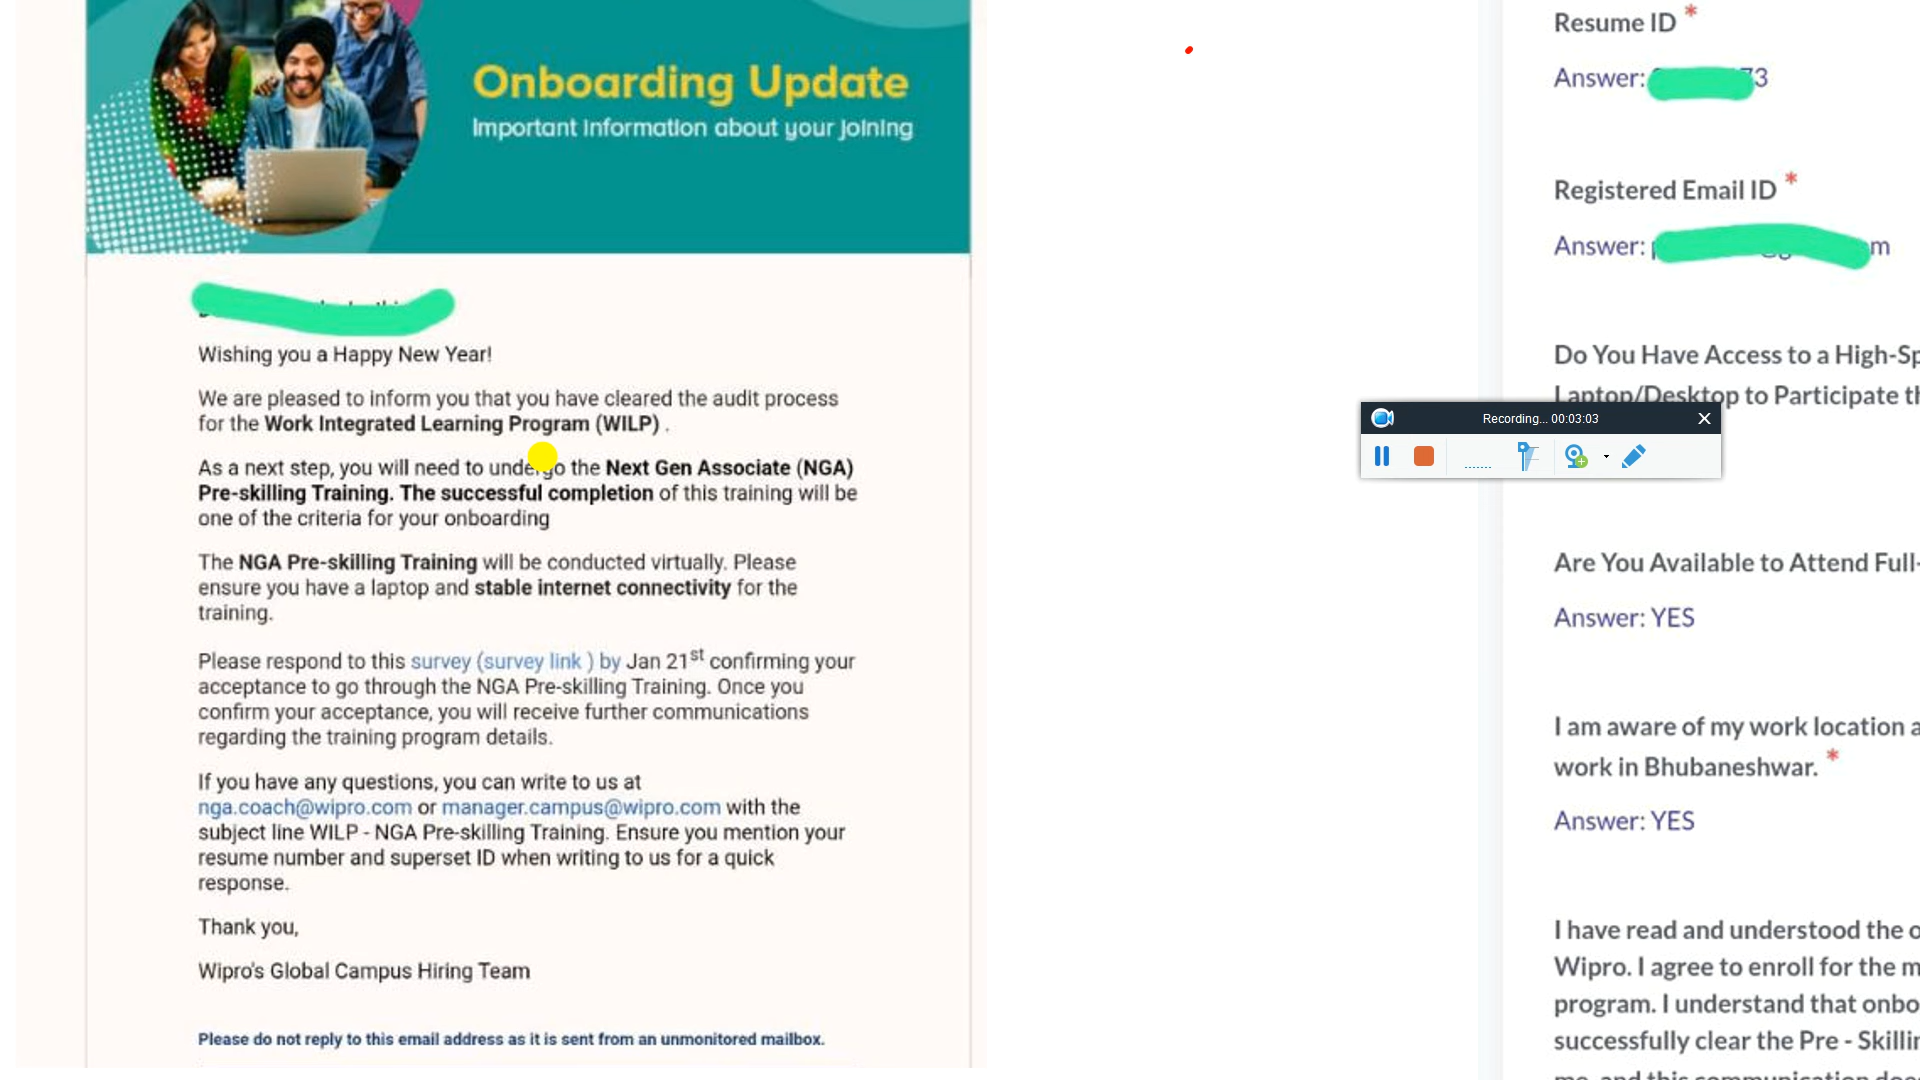 Onboarding Update
Important information about your joining
Wishing you a Happy New Year!
We are pleased to inform you that you have cleared the audit process
for the Work Integrated Learning Program (WILP) .
As a next step, you will need to undergo the Next Gen Associate (NGA)
Pre-skilling Training. The successful completion of this training will be
one of the criteria for your onboarding
The NGA Pre-skilling Training will be conducted virtually. Please
ensure you have a laptop and stable internet connectivity for the
training.
Please respond to this survey (survey link ) by Jan 21st confirming your
acceptance to go through the NGA Pre-skilling Training. Once you
confirm your acceptance, you will receive further communications
regarding the training program details.
If you have any questions, you can write to us at
nga.coach@wipro.com or manager.campus@wipro.com with the
subject line WILP - NGA Pre-skilling Training. Ensure you mention your
resume number and superset ID when writing to us for a quick
response.
Thank you,
Wipro's Global Campus Hiring Team
Please do not reply to this email address as it is sent from an unmonitored mailbox.
Recording... 00:03:03
Resume ID *
Answer: 3
Registered Email ID *
Answer: m
Do You Have Access to a High-Sp
Laptop/Desktop to Participate th
Are You Available to Attend Full-
Answer: YES
I am aware of my work location a
work in Bhubaneshwar. *
Answer: YES
I have read and understood the o
Wipro. I agree to enroll for the m
program. I understand that onbo
successfully clear the Pre - Skillin